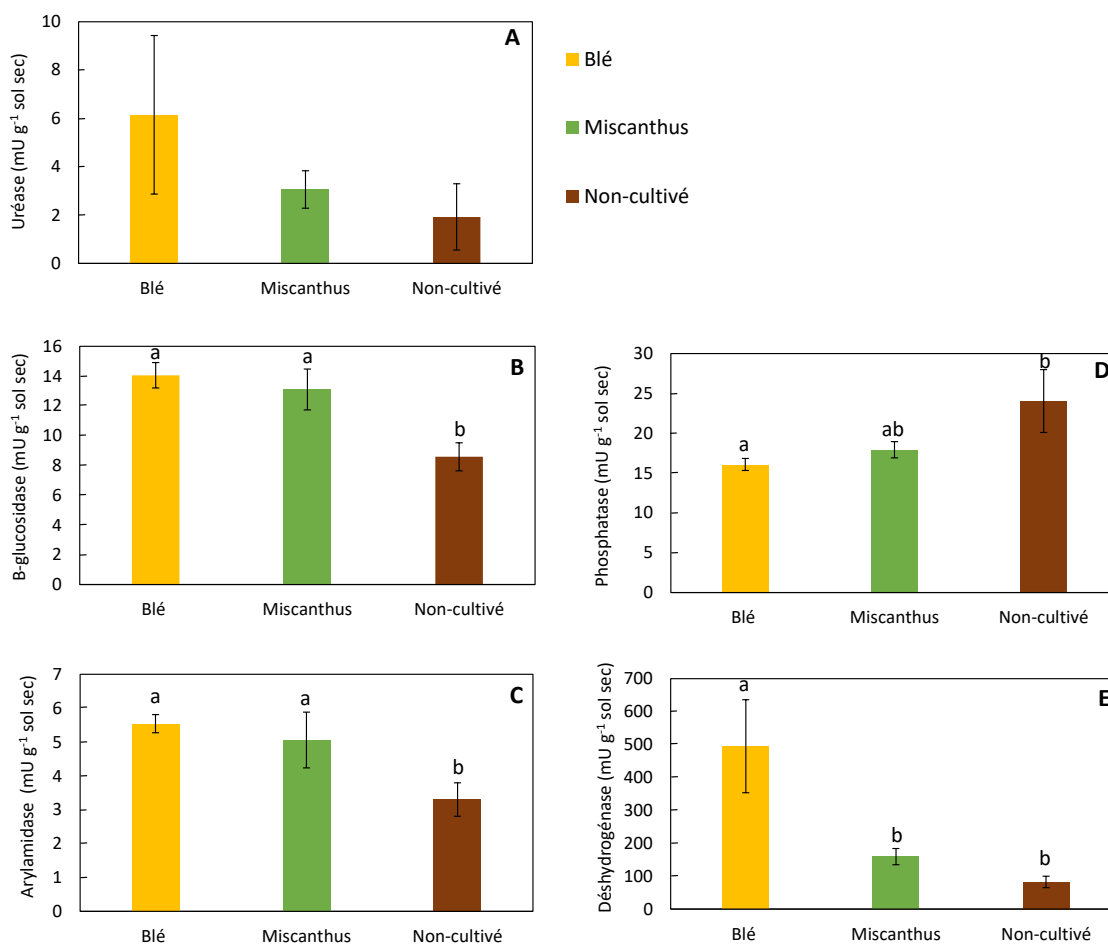 A
Uréase (mU g⁻¹ sol sec)
10
8
6
4
2
0
Blé
Miscanthus
Non-cultivé
Blé
Miscanthus
Non-cultivé
B
B-glucosidase (mU g⁻¹ sol sec)
16
14
12
10
8
6
4
2
0
a
a
b
Blé
Miscanthus
Non-cultivé
D
Phosphatase (mU g⁻¹ sol sec)
30
25
20
15
10
5
0
a
ab
b
Blé
Miscanthus
Non-cultivé
C
Arylamidase (mU g⁻¹ sol sec)
7
6
5
4
3
2
1
0
a
a
b
Blé
Miscanthus
Non-cultivé
E
Déshydrogénase (mU g⁻¹ sol sec)
700
600
500
400
300
200
100
0
a
b
b
Blé
Miscanthus
Non-cultivé